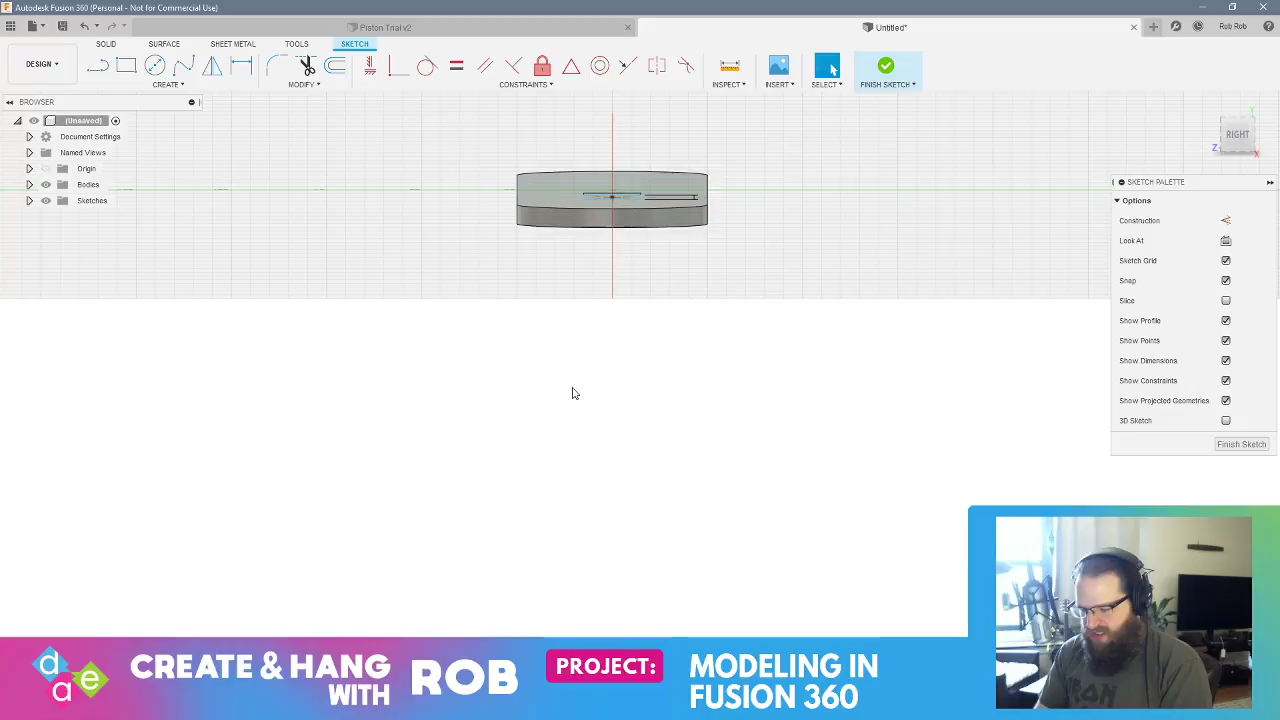 Autodesk Fusion 360 (Personal - Not for Commercial Use)
Piston Trial v2
Untitled*
Rob Rob
DESIGN
SOLID
SURFACE
SHEET METAL
TOOLS
SKETCH
CREATE
MODIFY
CONSTRAINTS
INSPECT
INSERT
SELECT
FINISH SKETCH
BROWSER
(Unsaved)
Document Settings
Named Views
Origin
Bodies
Sketches
Y
RIGHT
Z
X
SKETCH PALETTE
Options
Construction
Look At
Sketch Grid
Snap
Slice
Show Profile
Show Points
Show Dimensions
Show Constraints
Show Projected Geometries
3D Sketch
Finish Sketch
dae
CREATE & HANG
WITH
ROB
PROJECT:
MODELING IN
FUSION 360